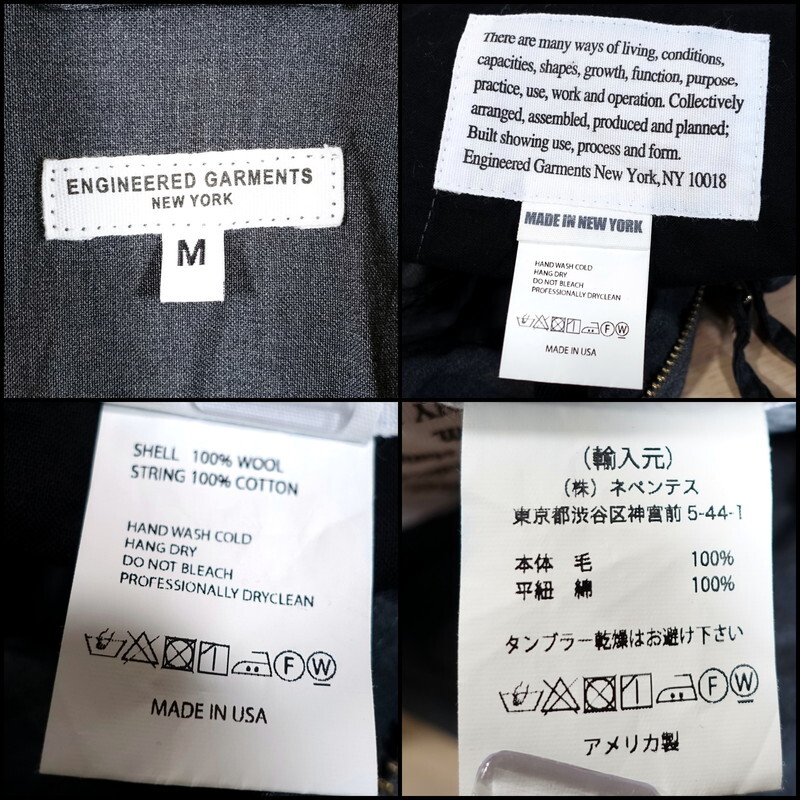 ENGINEERED GARMENTS
NEW YORK
M
There are many ways of living, conditions,
capacities, shapes, growth, function, purpose,
practice, use, work and operation. Collectively
arranged, assembled, produced and planned;
Built showing use, process and form.
Engineered Garments New York, NY 10018
MADE IN NEW YORK
HAND WASH COLD
HANG DRY
DO NOT BLEACH
PROFESSIONALLY DRYCLEAN
F W
MADE IN USA
SHELL 100% WOOL
STRING 100% COTTON
HAND WASH COLD
HANG DRY
DO NOT BLEACH
PROFESSIONALLY DRYCLEAN
F W
MADE IN USA
(輸入元)
(株) ネペンテス
東京都渋谷区神宮前 5-44-1
本体 毛 100%
平紐 綿 100%
タンブラー乾燥はお避け下さい
F W
アメリカ製